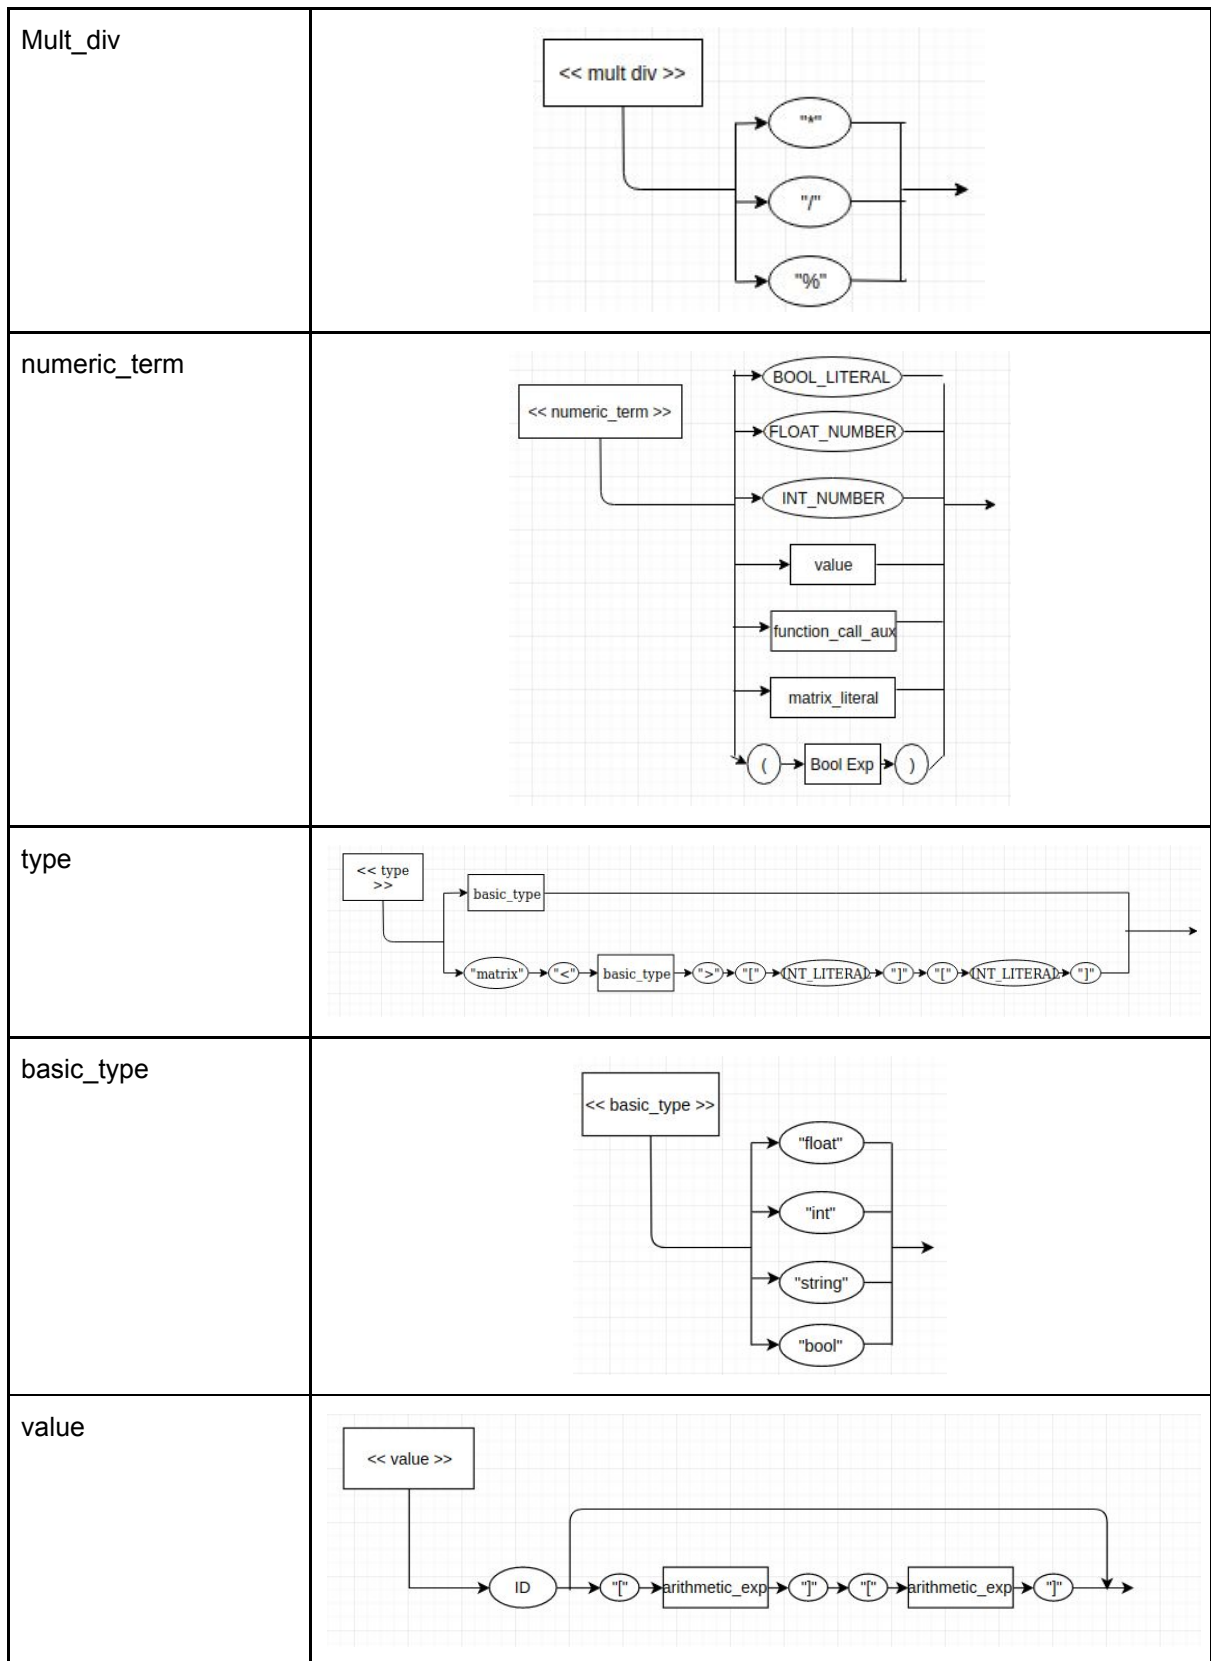 Mult_div
<< mult div >>
"*"
"/"
"%"
numeric_term
<< numeric_term >>
BOOL_LITERAL
FLOAT_NUMBER
INT_NUMBER
value
function_call_aux
matrix_literal
( Bool Exp )
type
<< type
>>
basic_type
"matrix" "<" basic_type ">" "[" INT_LITERAL "]" "[" INT_LITERAL "]"
basic_type
<< basic_type >>
"float"
"int"
"string"
"bool"
value
<< value >>
ID "[" arithmetic_exp "]" "[" arithmetic_exp "]"